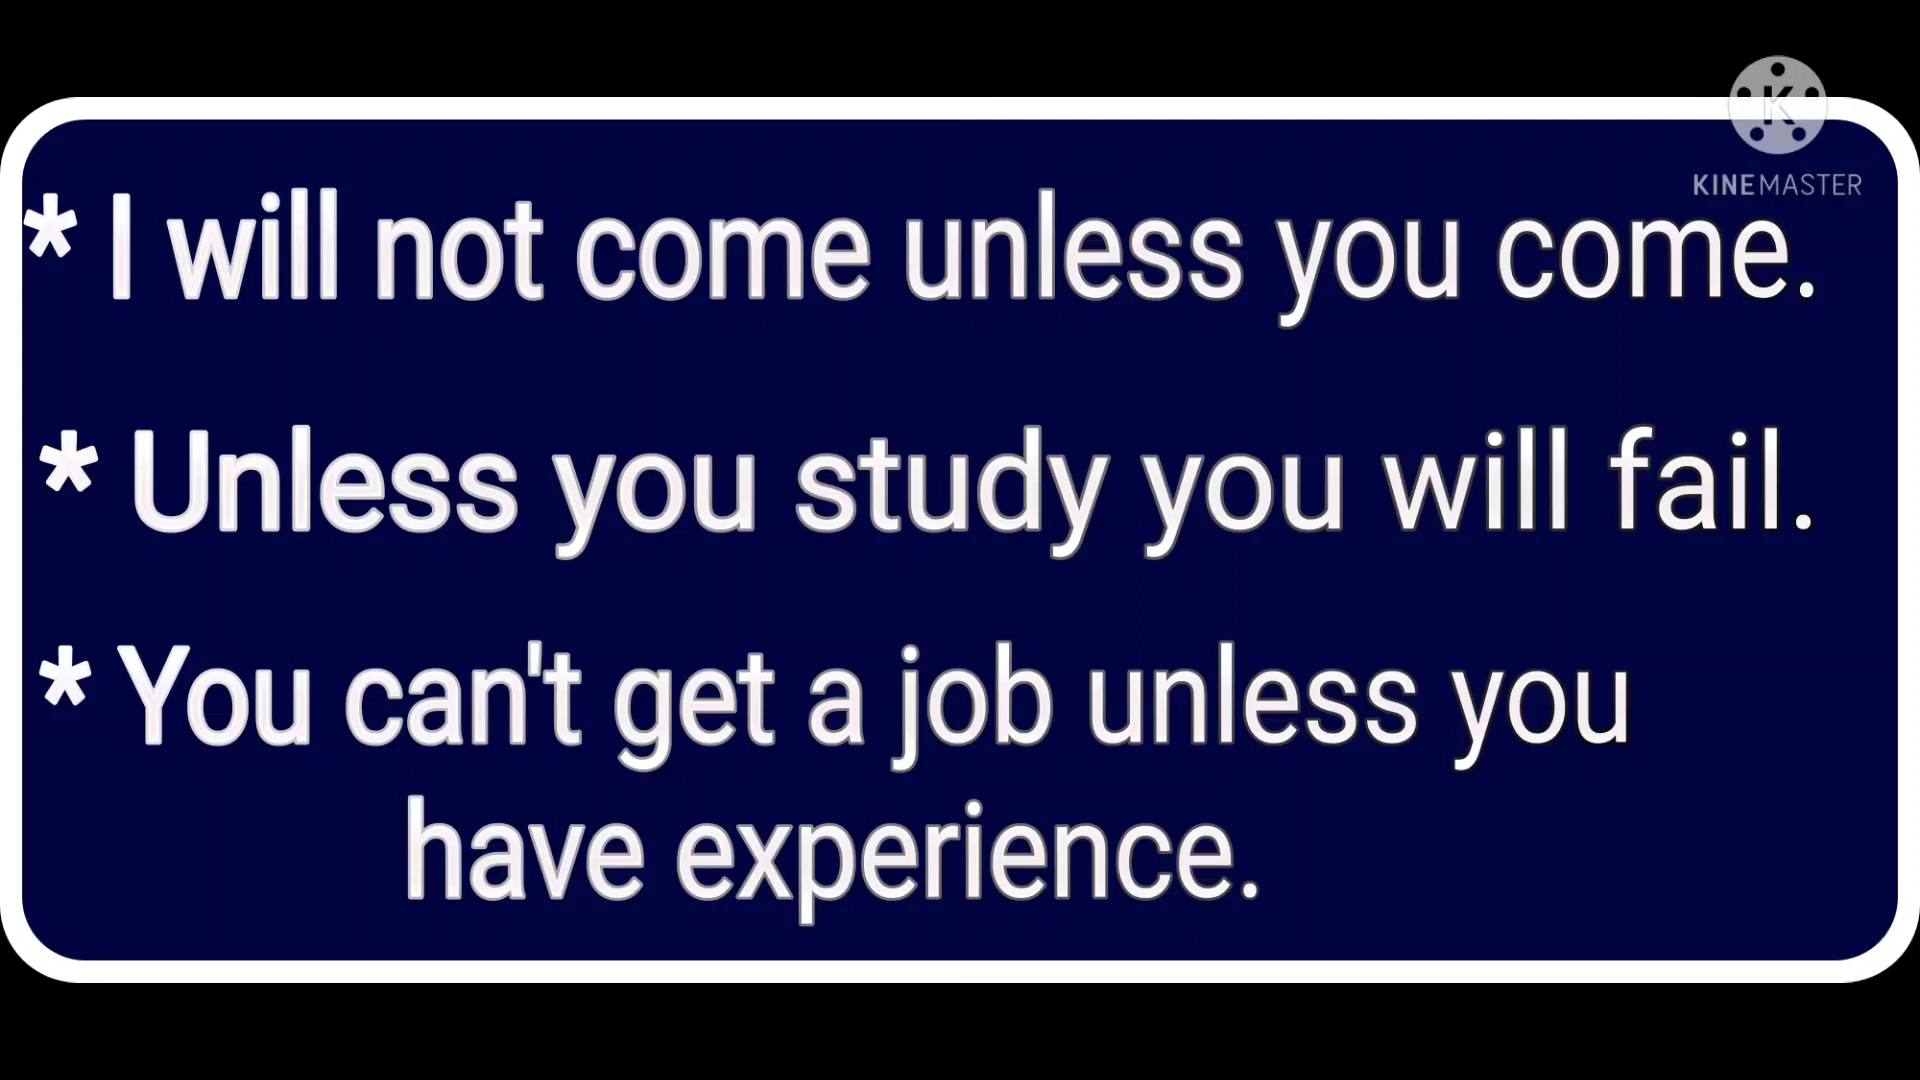 K
KINEMASTER
* I will not come unless you come.
* Unless you study you will fail.
* You can't get a job unless you
have experience.